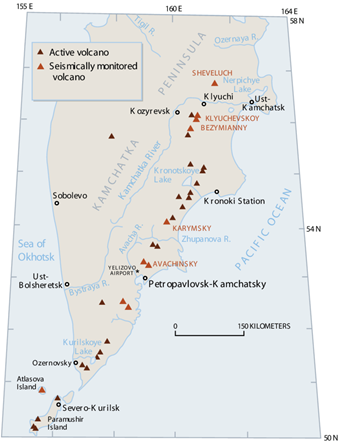 155 E
160 E
164 E
58 N
Active volcano
Seismically monitored
volcano
Tigil R.
Ozernaya R.
PENINSULA
KAMCHATKA
SHEVELUCH
Nerpichye
Lake
Klyuchi
Ust-
Kamchatsk
Kozyrevsk
KLYUCHEVSKOY
BEZYMIANNY
Kamchatka River
Kronotskoye
Lake
Sobolevo
Kronoki Station
PACIFIC OCEAN
KARYMSKY
54 N
Zhupanova R.
Avacha R.
Sea of
Okhotsk
AVACHINSKY
YELIZOVO
AIRPORT
Ust-
Bolsheretsk
Bystraya R.
Petropavlovsk-Kamchatsky
0
150 KILOMETERS
Kurilskoye
Lake
Ozernovsky
Atlasova
Island
Severo-Kurilsk
Paramushir
Island
50 N